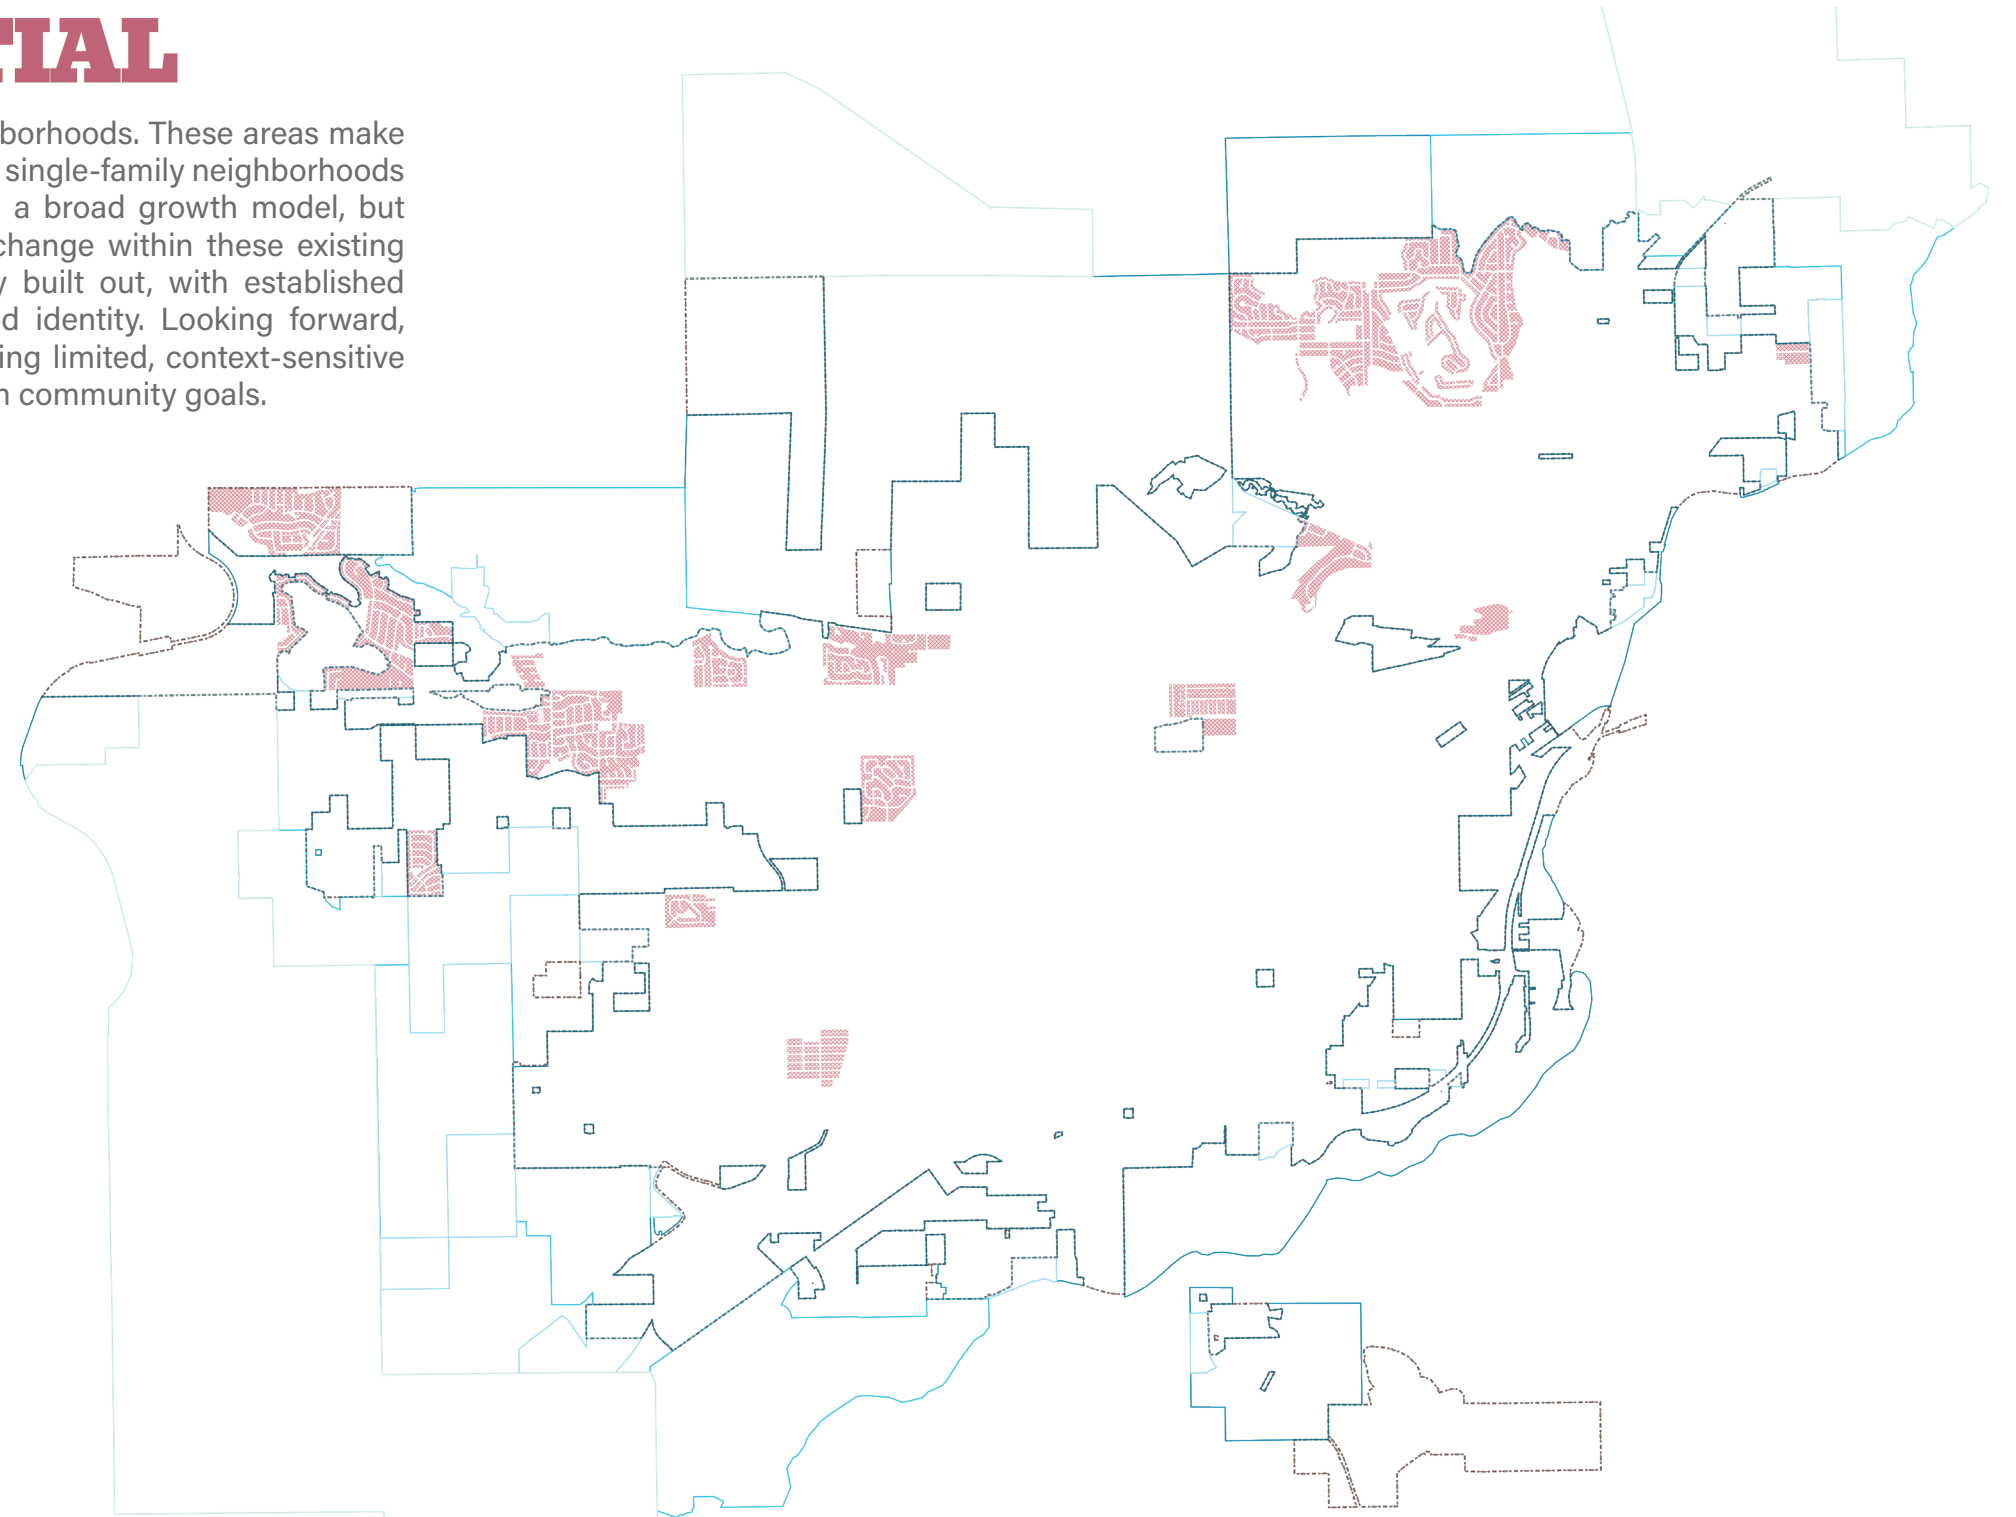 TIAL
borhoods. These areas make
single-family neighborhoods
a broad growth model, but
change within these existing
y built out, with established
d identity. Looking forward,
ing limited, context-sensitive
n community goals.